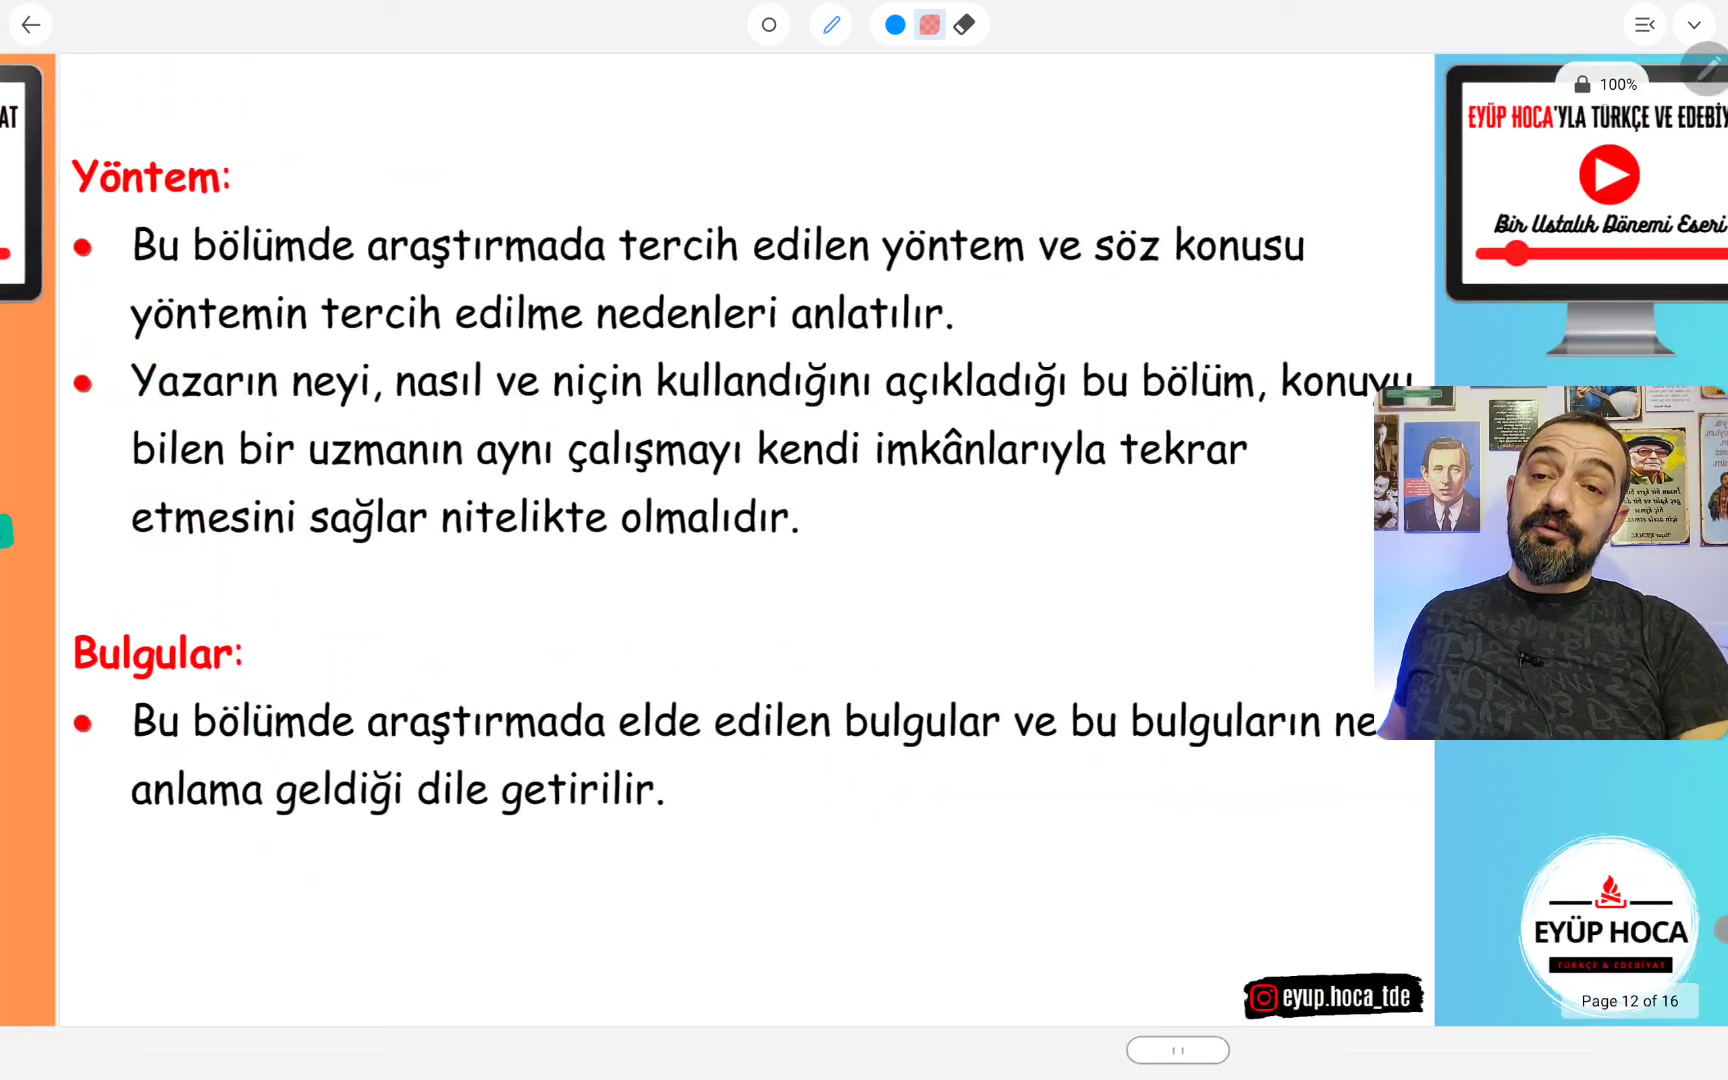 100%
AT
EYÜP HOCA'YLA TÜRKÇE VE EDEBİY
Bir Ustalık Dönemi Eseri
Yöntem:
Bu bölümde araştırmada tercih edilen yöntem ve söz konusu
yöntemin tercih edilme nedenleri anlatılır.
Yazarın neyi, nasıl ve niçin kullandığını açıkladığı bu bölüm, konuyu
bilen bir uzmanın aynı çalışmayı kendi imkânlarıyla tekrar
etmesini sağlar nitelikte olmalıdır.
Bulgular:
Bu bölümde araştırmada elde edilen bulgular ve bu bulguların ne
anlama geldiği dile getirilir.
EYÜP HOCA
TÜRKÇE & EDEBİYAT
eyup.hoca_tde
Page 12 of 16